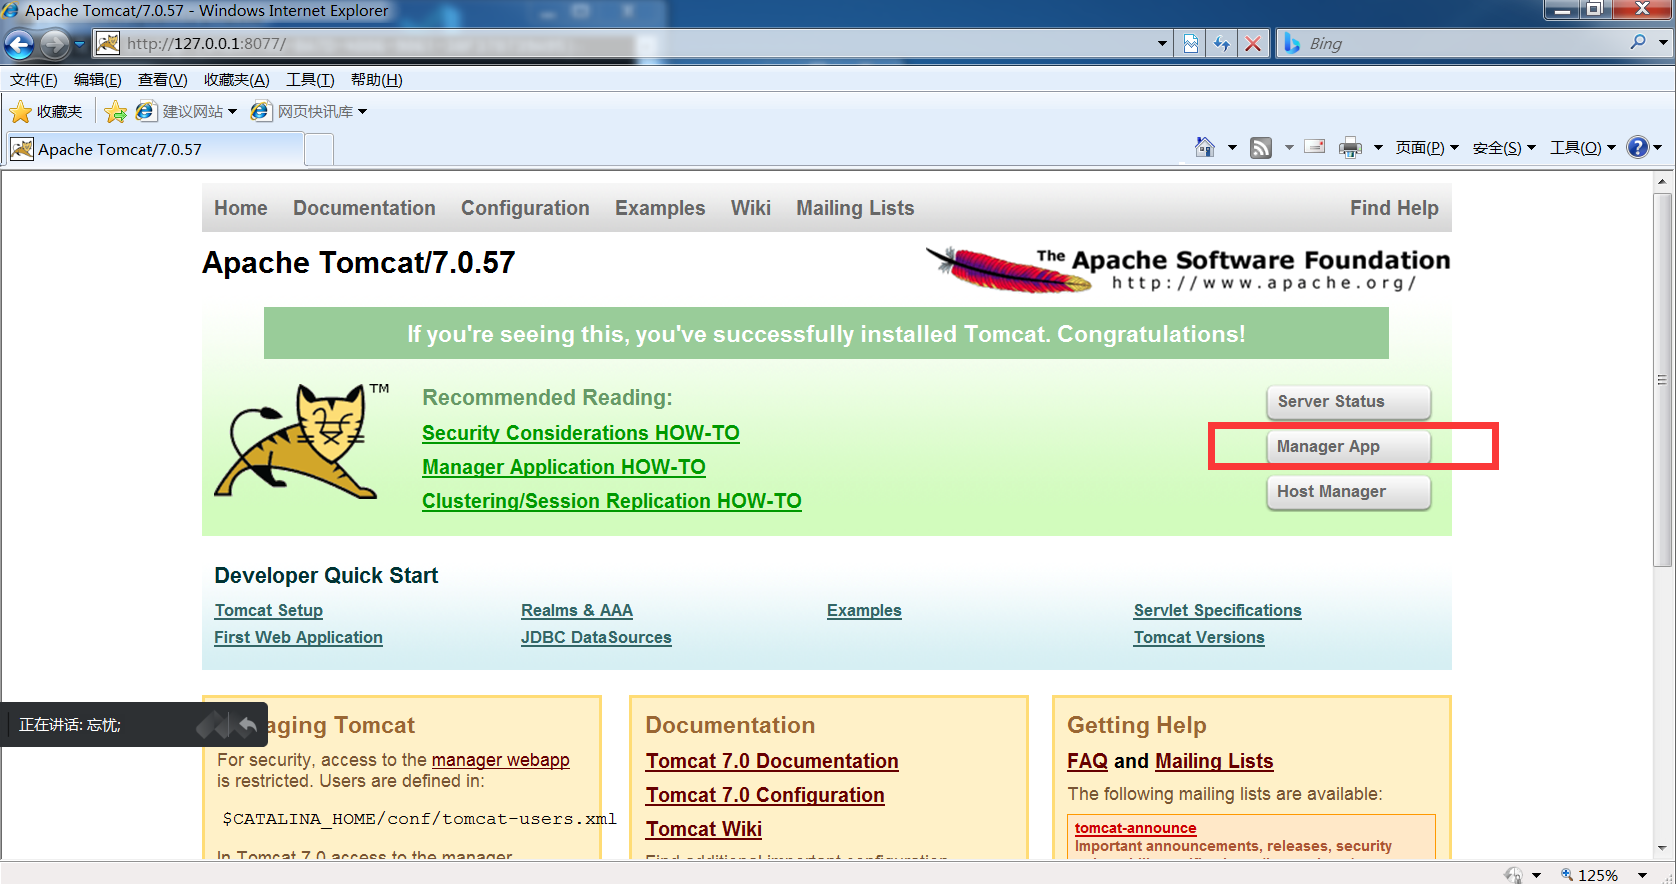 Apache Tomcat/7.0.57 - Windows Internet Explorer
http://127.0.0.1:8077/
Bing
文件(F) 编辑(E) 查看(V) 收藏夹(A) 工具(T) 帮助(H)
收藏夹 建议网站 网页快讯库
Apache Tomcat/7.0.57
页面(P) 安全(S) 工具(O)
Home Documentation Configuration Examples Wiki Mailing Lists Find Help
Apache Tomcat/7.0.57
The Apache Software Foundation
http://www.apache.org/
If you're seeing this, you've successfully installed Tomcat. Congratulations!
TM
Recommended Reading:
Security Considerations HOW-TO
Manager Application HOW-TO
Clustering/Session Replication HOW-TO
Server Status
Manager App
Host Manager
Developer Quick Start
Tomcat Setup
First Web Application
Realms & AAA
JDBC DataSources
Examples
Servlet Specifications
Tomcat Versions
正在讲话: 忘忧;
aging Tomcat
For security, access to the manager webapp
is restricted. Users are defined in:
$CATALINA_HOME/conf/tomcat-users.xml
In Tomcat 7.0 access to the manager
Documentation
Tomcat 7.0 Documentation
Tomcat 7.0 Configuration
Tomcat Wiki
Find additional important configuration
Getting Help
FAQ and Mailing Lists
The following mailing lists are available:
tomcat-announce
Important announcements, releases, security
125%